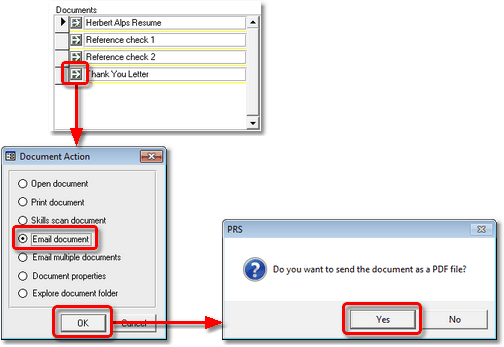 Documents
Herbert Alps Resume
Reference check 1
Reference check 2
Thank You Letter
Document Action
Open document
Print document
Skills scan document
Email document
Email multiple documents
Document properties
Explore document folder
OK
Cancel
PRS
Do you want to send the document as a PDF file?
Yes
No